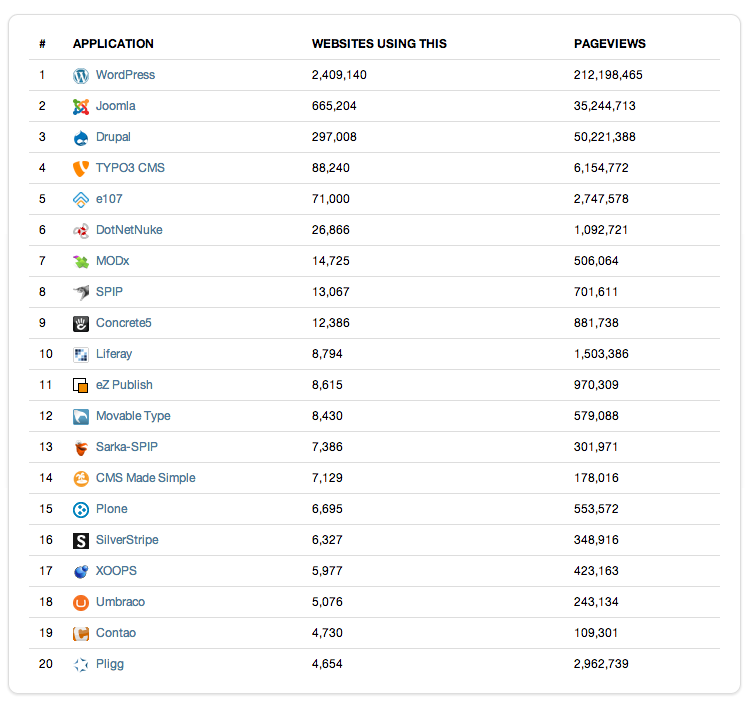 # APPLICATION WEBSITES USING THIS PAGEVIEWS
1 WordPress 2,409,140 212,198,465
2 Joomla 665,204 35,244,713
3 Drupal 297,008 50,221,388
4 TYPO3 CMS 88,240 6,154,772
5 e107 71,000 2,747,578
6 DotNetNuke 26,866 1,092,721
7 MODx 14,725 506,064
8 SPIP 13,067 701,611
9 Concrete5 12,386 881,738
10 Liferay 8,794 1,503,386
11 eZ Publish 8,615 970,309
12 Movable Type 8,430 579,088
13 Sarka-SPIP 7,386 301,971
14 CMS Made Simple 7,129 178,016
15 Plone 6,695 553,572
16 SilverStripe 6,327 348,916
17 XOOPS 5,977 423,163
18 Umbraco 5,076 243,134
19 Contao 4,730 109,301
20 Pligg 4,654 2,962,739